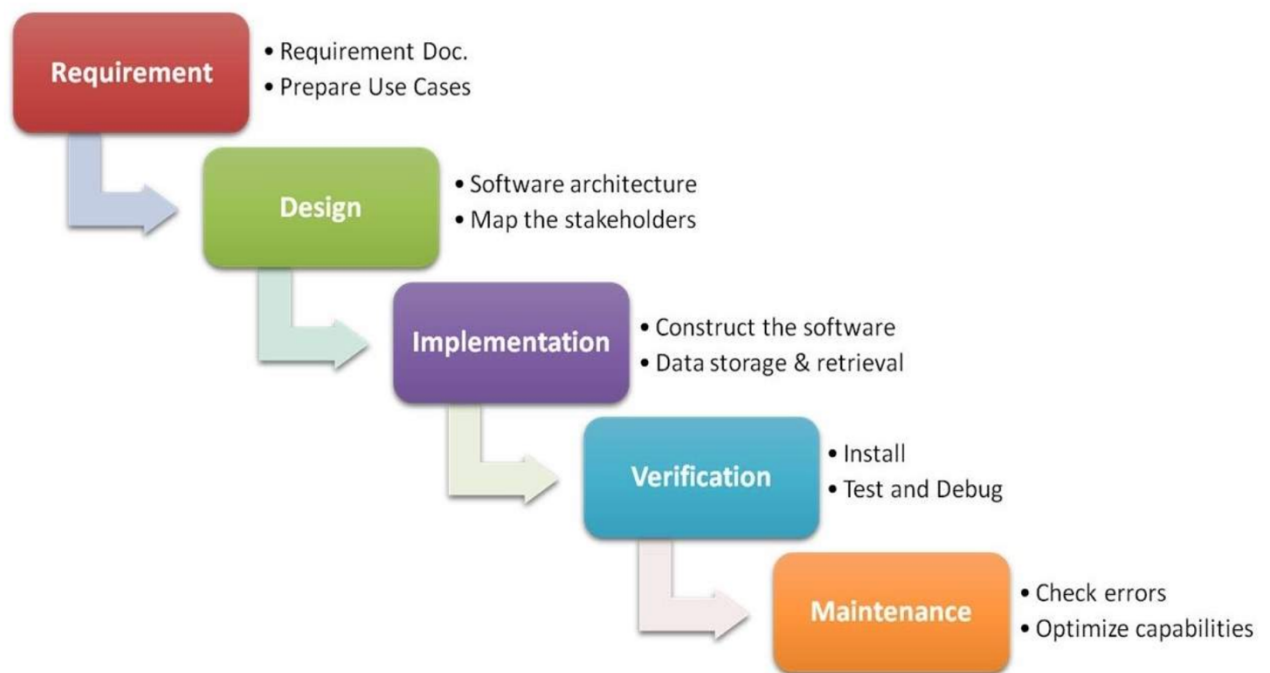 Requirement
• Requirement Doc.
• Prepare Use Cases
Design
• Software architecture
• Map the stakeholders
Implementation
• Construct the software
• Data storage & retrieval
Verification
• Install
• Test and Debug
Maintenance
• Check errors
• Optimize capabilities